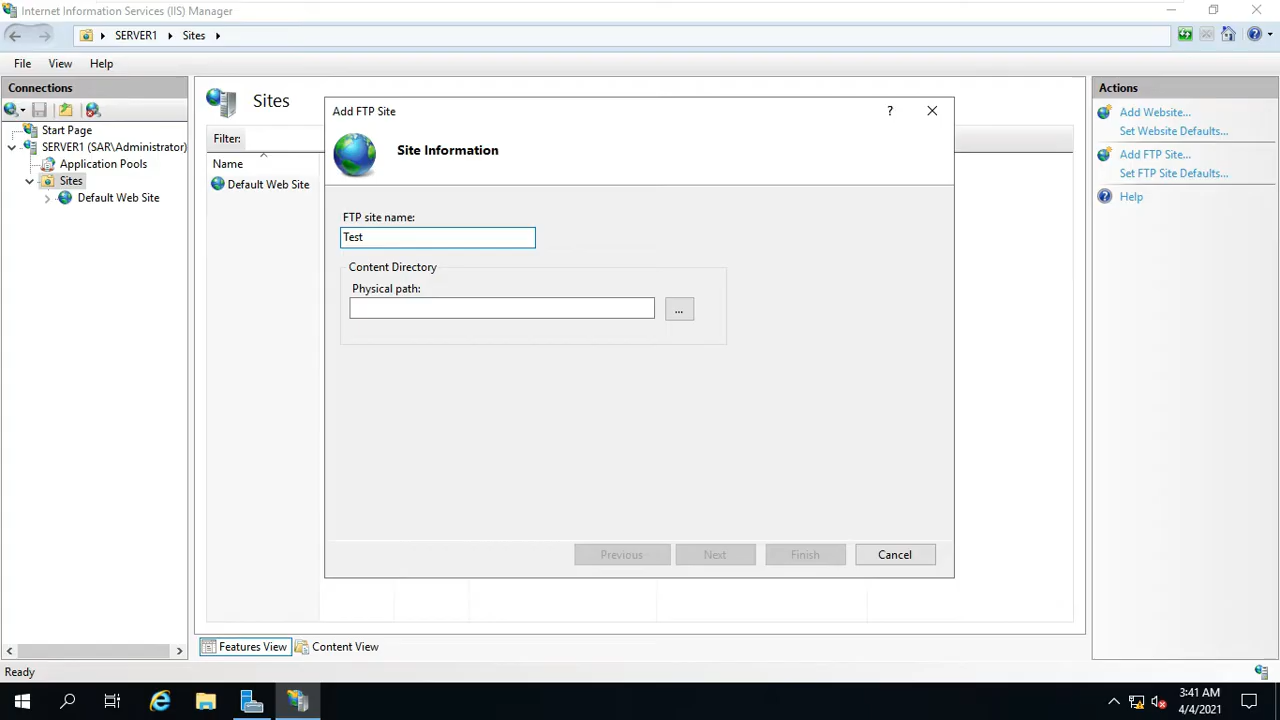 Internet Information Services (IIS) Manager
SERVER1 Sites
File View Help
Connections
Start Page
SERVER1 (SAR\Administrator)
Application Pools
Sites
Default Web Site
Sites
Filter:
Name
Default Web Site
Add FTP Site
?
Site Information
FTP site name:
Test
Content Directory
Physical path:
...
Previous Next Finish Cancel
Features View Content View
Actions
Add Website...
Set Website Defaults...
Add FTP Site...
Set FTP Site Defaults...
Help
Ready
3:41 AM
4/4/2021